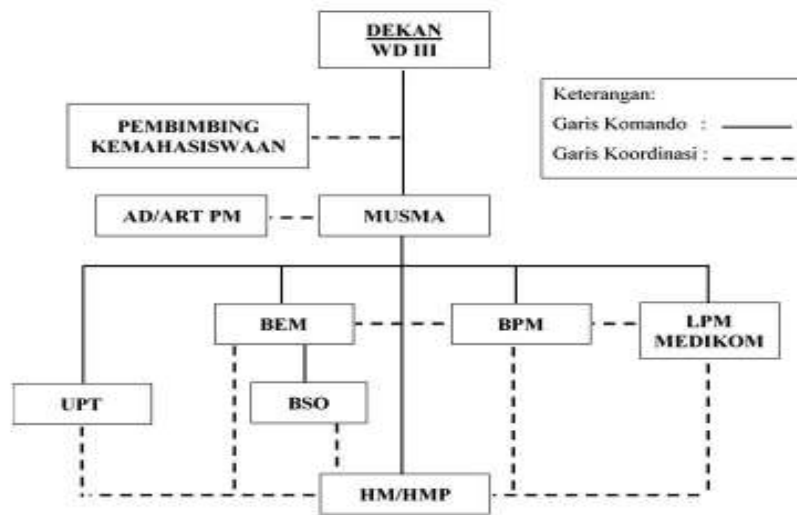 DEKAN
WD III
Keterangan:
Garis Komando :
Garis Koordinasi :
PEMBIMBING
KEMAHASISWAAN
AD/ART PM
MUSMA
BEM
BPM
LPM
MEDIKOM
UPT
BSO
HM/HMP